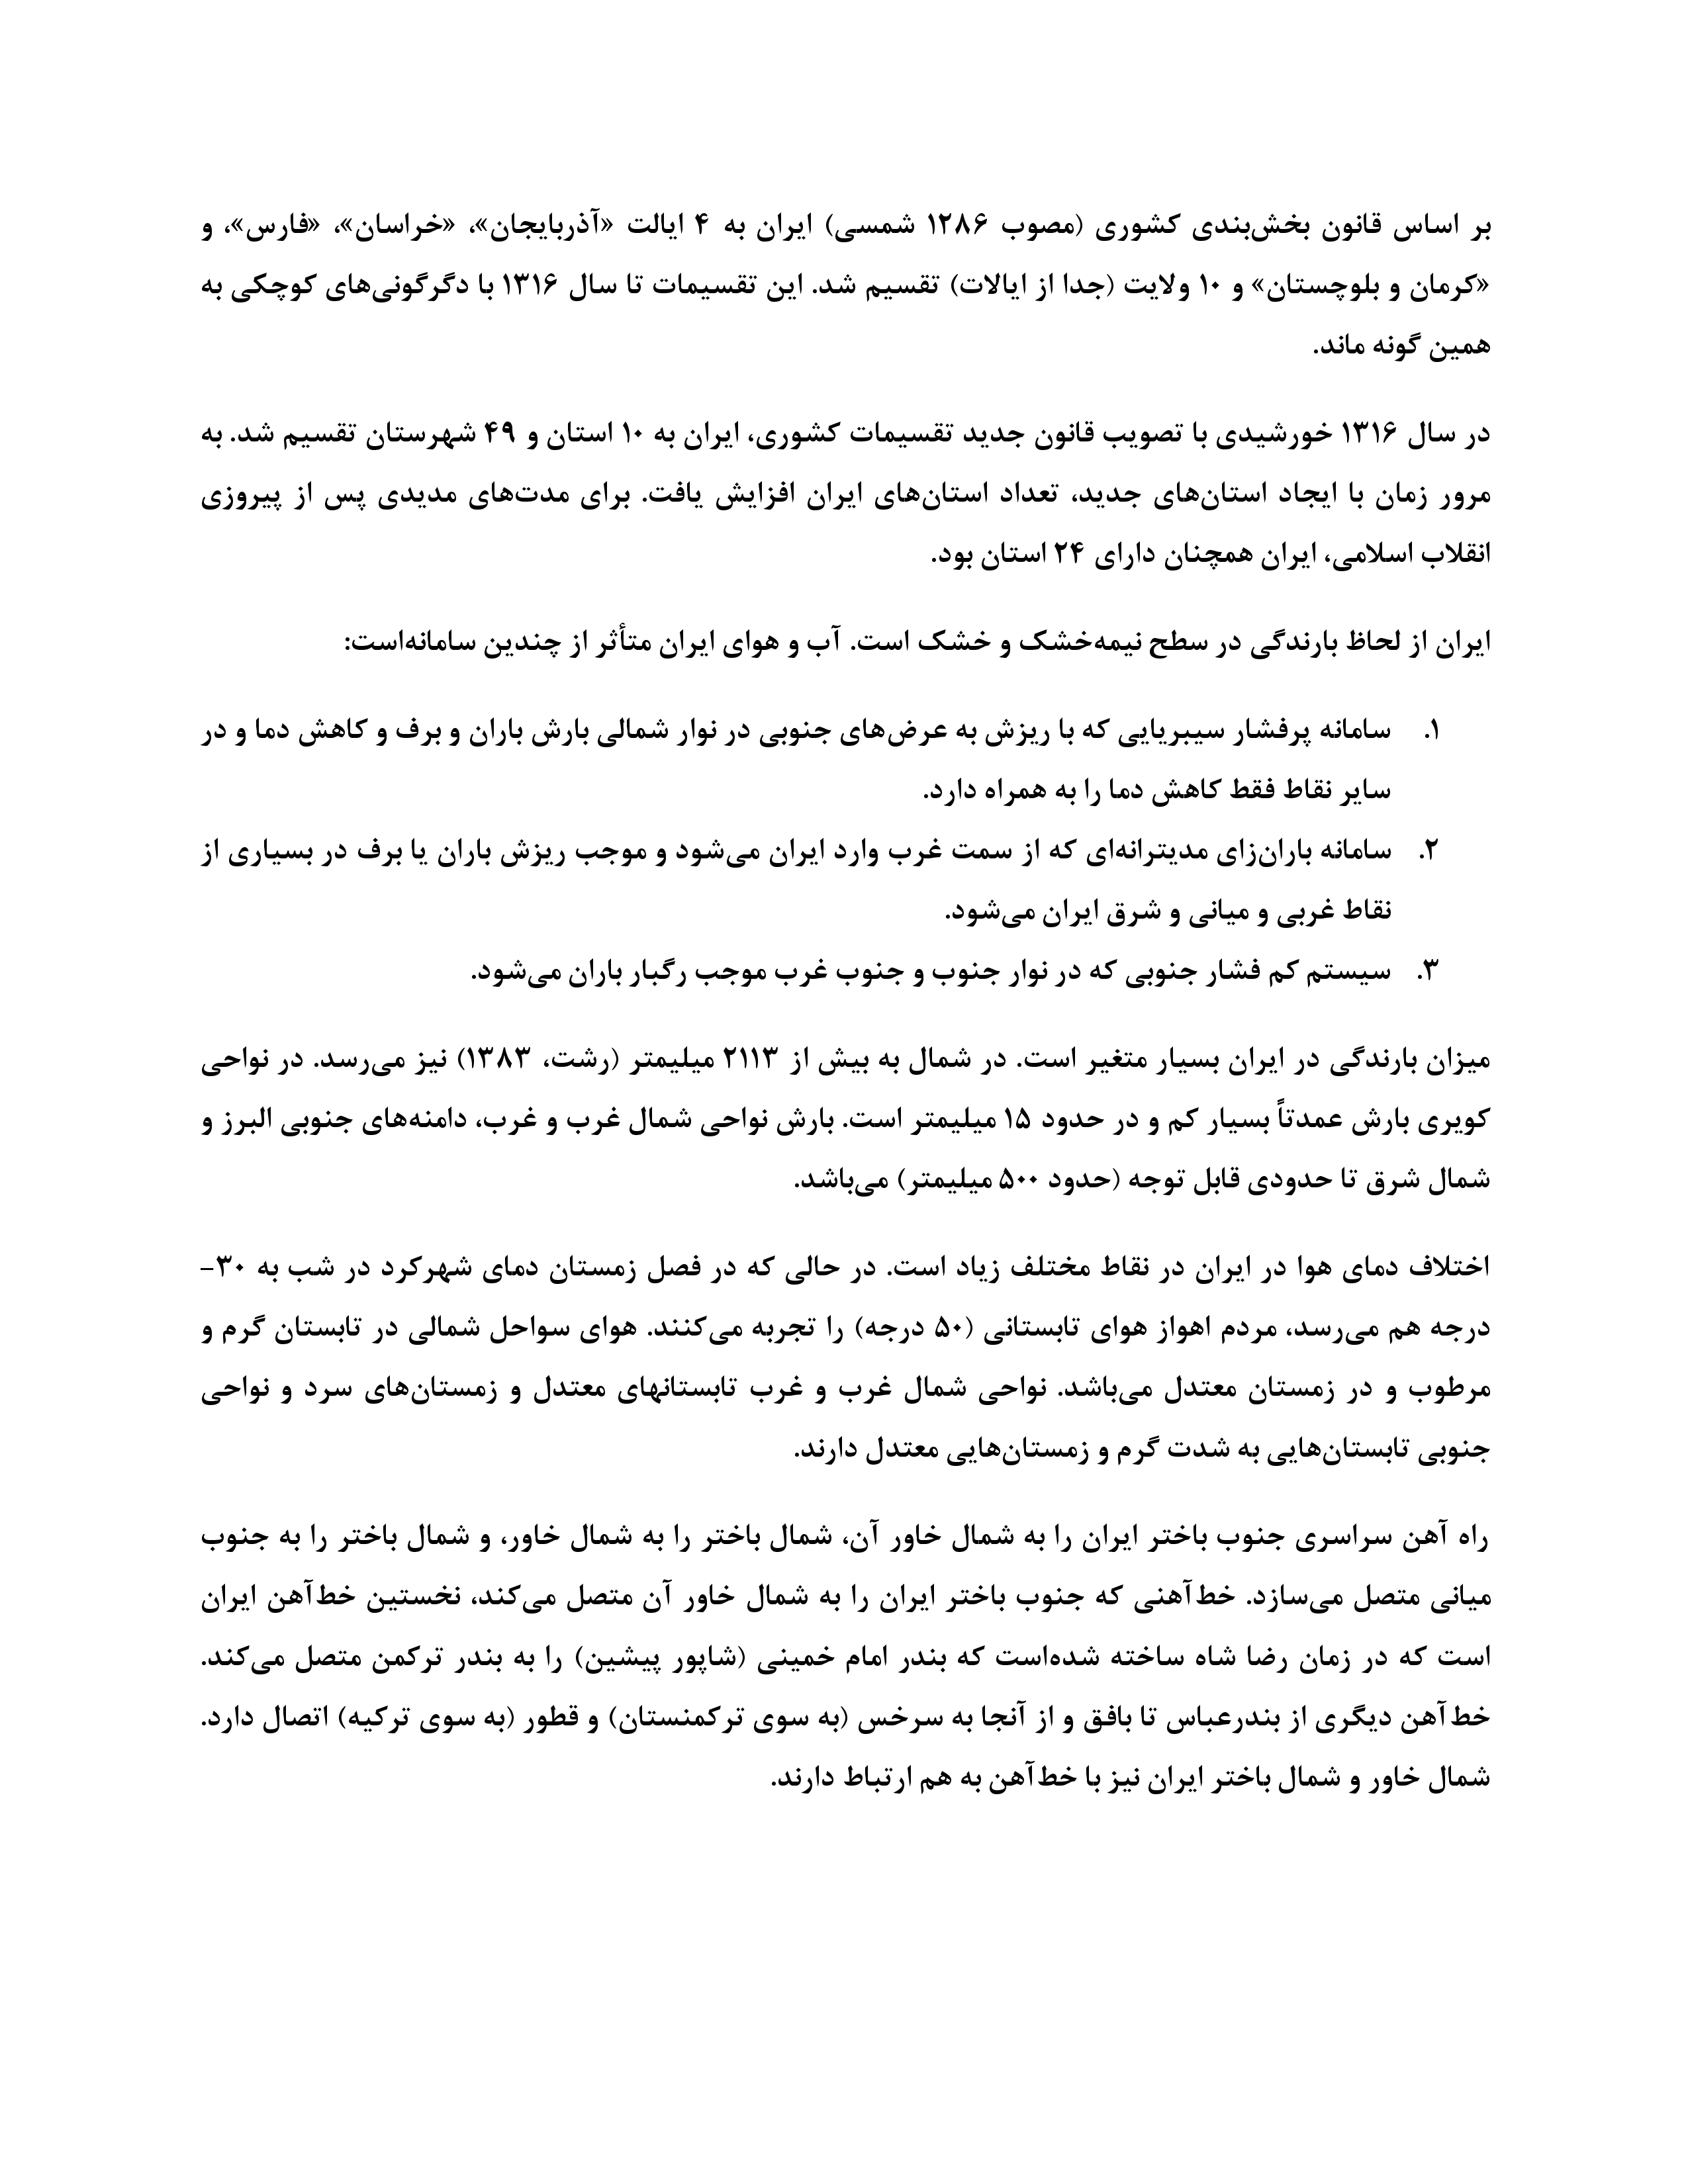 بر اساس قانون بخش‌بندی کشوری (مصوب ۱۲۸۶ شمسی) ایران به ۴ ایالت «آذربایجان»، «خراسان»، «فارس»، و
«کرمان و بلوچستان» و ۱۰ ولایت (جدا از ایالات) تقسیم شد. این تقسیمات تا سال ۱۳۱۶ با دگرگونی‌های کوچکی به
همین گونه ماند.
در سال ۱۳۱۶ خورشیدی با تصویب قانون جدید تقسیمات کشوری، ایران به ۱۰ استان و ۴۹ شهرستان تقسیم شد. به
مرور زمان با ایجاد استان‌های جدید، تعداد استان‌های ایران افزایش یافت. برای مدت‌های مدیدی پس از پیروزی
انقلاب اسلامی، ایران همچنان دارای ۲۴ استان بود.
ایران از لحاظ بارندگی در سطح نیمه‌خشک و خشک است. آب و هوای ایران متأثر از چندین سامانه‌است:
۱. سامانه پرفشار سیبریایی که با ریزش به عرض‌های جنوبی در نوار شمالی بارش باران و برف و کاهش دما و در
سایر نقاط فقط کاهش دما را به همراه دارد.
۲. سامانه باران‌زای مدیترانه‌ای که از سمت غرب وارد ایران می‌شود و موجب ریزش باران یا برف در بسیاری از
نقاط غربی و میانی و شرق ایران می‌شود.
۳. سیستم کم فشار جنوبی که در نوار جنوب و جنوب غرب موجب رگبار باران می‌شود.
میزان بارندگی در ایران بسیار متغیر است. در شمال به بیش از ۲۱۱۳ میلیمتر (رشت، ۱۳۸۳) نیز می‌رسد. در نواحی
کویری بارش عمدتاً بسیار کم و در حدود ۱۵ میلیمتر است. بارش نواحی شمال غرب و غرب، دامنه‌های جنوبی البرز و
شمال شرق تا حدودی قابل توجه (حدود ۵۰۰ میلیمتر) می‌باشد.
اختلاف دمای هوا در ایران در نقاط مختلف زیاد است. در حالی که در فصل زمستان دمای شهرکرد در شب به ۳۰-
درجه هم می‌رسد، مردم اهواز هوای تابستانی (۵۰ درجه) را تجربه می‌کنند. هوای سواحل شمالی در تابستان گرم و
مرطوب و در زمستان معتدل می‌باشد. نواحی شمال غرب و غرب تابستانهای معتدل و زمستان‌های سرد و نواحی
جنوبی تابستان‌هایی به شدت گرم و زمستان‌هایی معتدل دارند.
راه آهن سراسری جنوب باختر ایران را به شمال خاور آن، شمال باختر را به شمال خاور، و شمال باختر را به جنوب
میانی متصل می‌سازد. خط‌آهنی که جنوب باختر ایران را به شمال خاور آن متصل می‌کند، نخستین خط‌آهن ایران
است که در زمان رضا شاه ساخته شده‌است که بندر امام خمینی (شاپور پیشین) را به بندر ترکمن متصل می‌کند.
خط‌آهن دیگری از بندرعباس تا بافق و از آنجا به سرخس (به سوی ترکمنستان) و قطور (به سوی ترکیه) اتصال دارد.
شمال خاور و شمال باختر ایران نیز با خط‌آهن به هم ارتباط دارند.